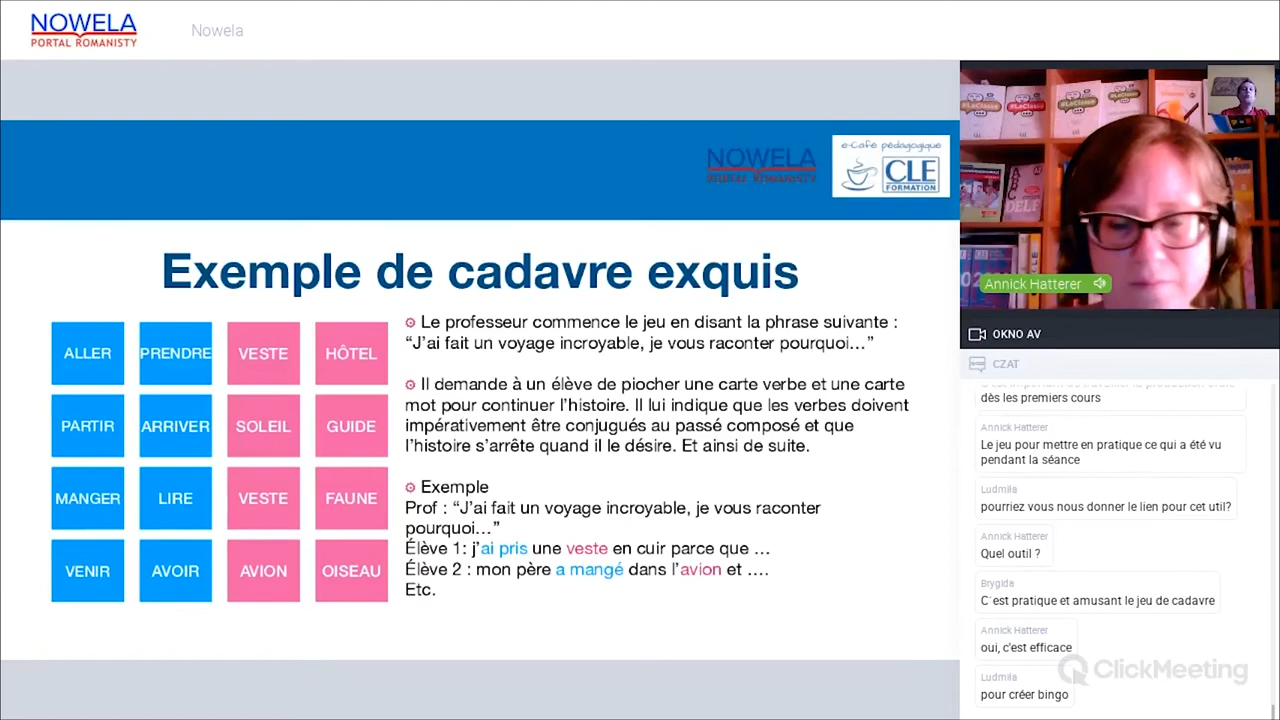 NOWELA
PORTAL ROMANISTY
Nowela
NOWELA
PORTAL ROMANISTY
e-Café pédagogique
CLE
FORMATION
Exemple de cadavre exquis
ALLER PRENDRE VESTE HÔTEL
PARTIR ARRIVER SOLEIL GUIDE
MANGER LIRE VESTE FAUNE
VENIR AVOIR AVION OISEAU
Le professeur commence le jeu en disant la phrase suivante :
“J’ai fait un voyage incroyable, je vous raconter pourquoi…”
Il demande à un élève de piocher une carte verbe et une carte
mot pour continuer l’histoire. Il lui indique que les verbes doivent
impérativement être conjugués au passé composé et que
l’histoire s’arrête quand il le désire. Et ainsi de suite.
Exemple
Prof : “J’ai fait un voyage incroyable, je vous raconter
pourquoi…”
Élève 1: j’ai pris une veste en cuir parce que …
Élève 2 : mon père a mangé dans l’avion et ….
Etc.
#LaClasse
#LaClasse
#LaClasse
#LaClasse
DELF
Annick Hatterer
OKNO AV
CZAT
dès les premiers cours
Annick Hatterer
Le jeu pour mettre en pratique ce qui a été vu
pendant la séance
Ludmiła
pourriez vous nous donner le lien pour cet util?
Annick Hatterer
Quel outil ?
Brygida
C´est pratique et amusant le jeu de cadavre
Annick Hatterer
oui, c'est efficace
Ludmiła
pour créer bingo
ClickMeeting